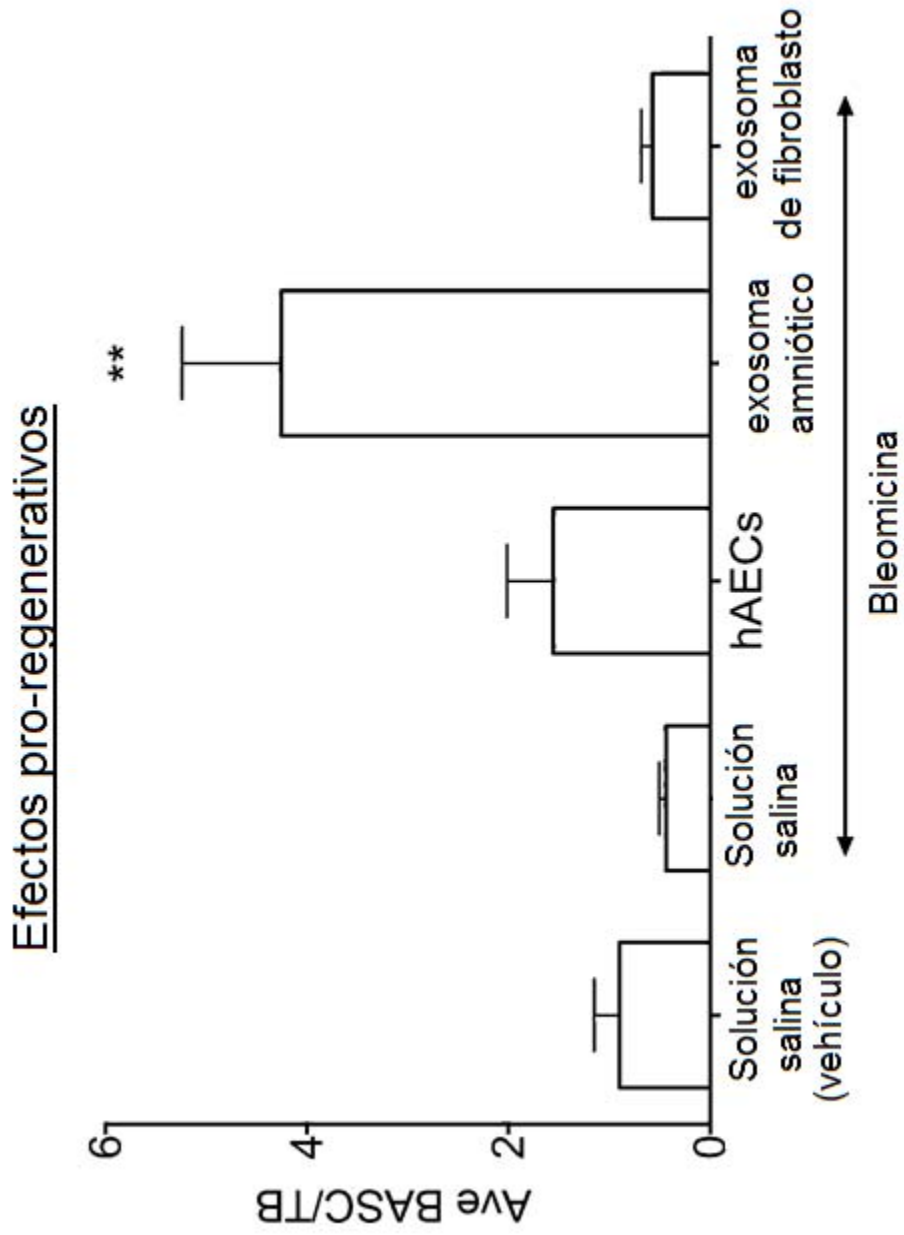 Efectos pro-regenerativos
Ave BASC/TB
6
4
2
0
**
Solución
salina
(vehículo)
Solución
salina
hAECs
exosoma
amniótico
exosoma
de fibroblasto
Bleomicina